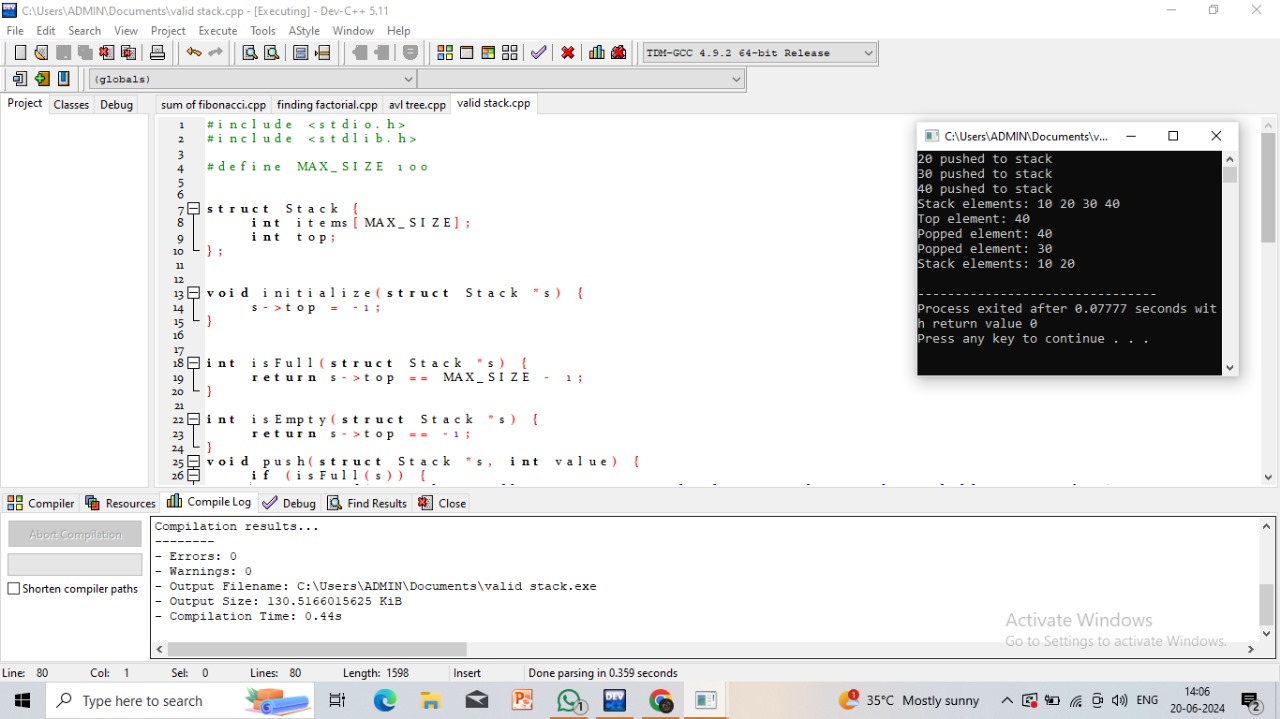 C:\Users\ADMIN\Documents\valid stack.cpp - [Executing] - Dev-C++ 5.11
File Edit Search View Project Execute Tools AStyle Window Help
TDM-GCC 4.9.2 64-bit Release
(globals)
Project Classes Debug
sum of fibonacci.cpp finding factorial.cpp avl tree.cpp valid stack.cpp
1 #include <stdio.h>
2 #include <stdlib.h>
3
4 #define MAX_SIZE 100
5
6
7 struct Stack {
8 int items[MAX_SIZE];
9 int top;
10 };
11
12
13 void initialize(struct Stack *s) {
14 s->top = -1;
15 }
16
17
18 int isFull(struct Stack *s) {
19 return s->top == MAX_SIZE - 1;
20 }
21
22 int isEmpty(struct Stack *s) {
23 return s->top == -1;
24 }
25 void push(struct Stack *s, int value) {
26 if (isFull(s)) {
C:\Users\ADMIN\Documents\v...
20 pushed to stack
30 pushed to stack
40 pushed to stack
Stack elements: 10 20 30 40
Top element: 40
Popped element: 40
Popped element: 30
Stack elements: 10 20
--------------------------------
Process exited after 0.07777 seconds wit
h return value 0
Press any key to continue . . .
Compiler Resources Compile Log Debug Find Results Close
Abort Compilation
Shorten compiler paths
Compilation results...
--------
- Errors: 0
- Warnings: 0
- Output Filename: C:\Users\ADMIN\Documents\valid stack.exe
- Output Size: 130.5166015625 KiB
- Compilation Time: 0.44s
Activate Windows
Go to Settings to activate Windows.
Line: 80 Col: 1 Sel: 0 Lines: 80 Length: 1598 Insert Done parsing in 0.359 seconds
Type here to search
35°C Mostly sunny
ENG
14:06
20-06-2024